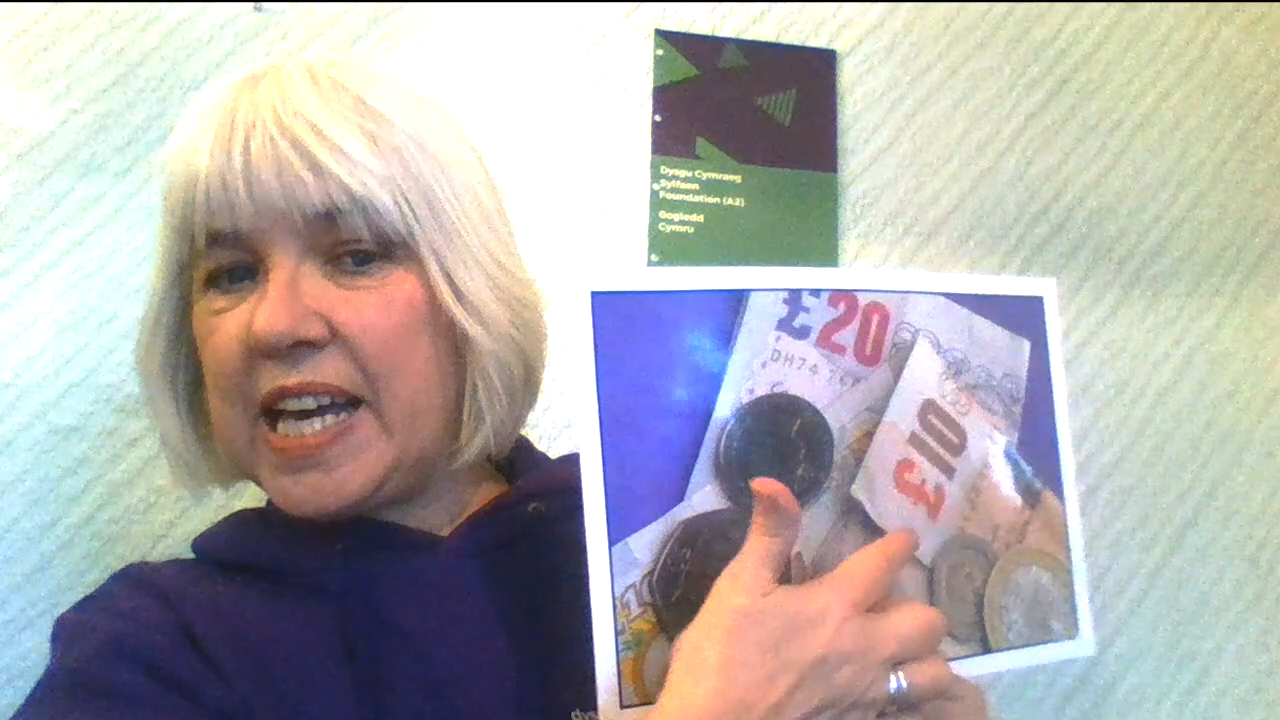 Dysgu Cymraeg
Sylfaen
Foundation (A2)
Gogledd
Cymru
£20
DH74
£10